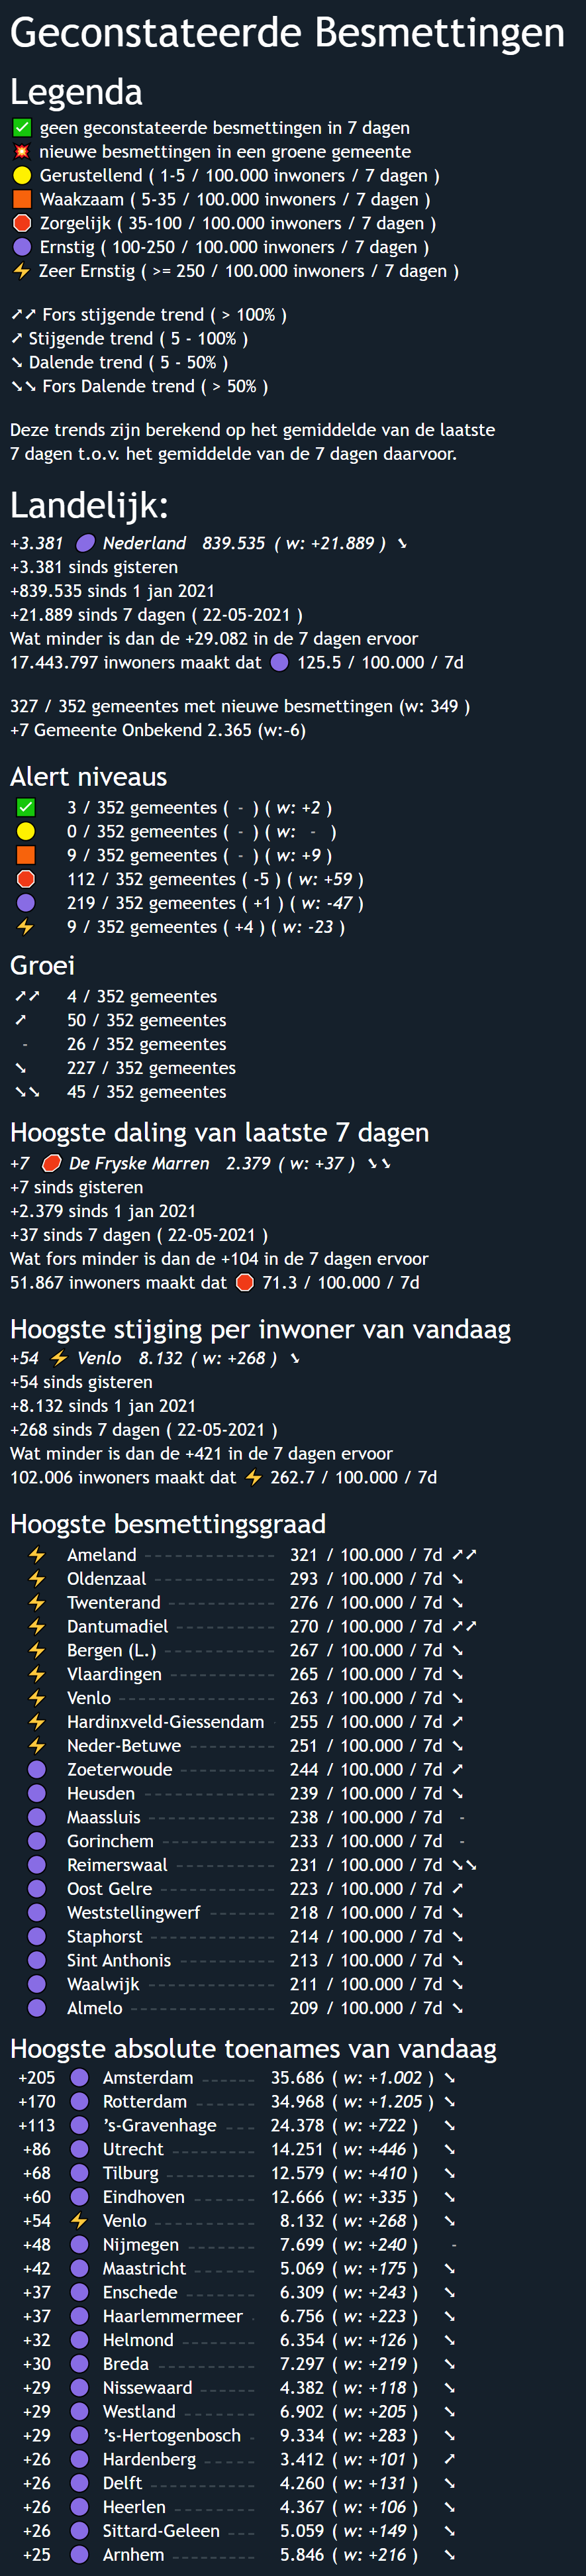 Geconstateerde Besmettingen
Legenda
✅ geen geconstateerde besmettingen in 7 dagen
💥 nieuwe besmettingen in een groene gemeente
🟡 Gerustellend ( 1-5 / 100.000 inwoners / 7 dagen )
🟧 Waakzaam ( 5-35 / 100.000 inwoners / 7 dagen )
🛑 Zorgelijk ( 35-100 / 100.000 inwoners / 7 dagen )
🟣 Ernstig ( 100-250 / 100.000 inwoners / 7 dagen )
⚡ Zeer Ernstig ( >= 250 / 100.000 inwoners / 7 dagen )
➚➚ Fors stijgende trend ( > 100% )
➚ Stijgende trend ( 5 - 100% )
➘ Dalende trend ( 5 - 50% )
➘➘ Fors Dalende trend ( > 50% )
Deze trends zijn berekend op het gemiddelde van de laatste
7 dagen t.o.v. het gemiddelde van de 7 dagen daarvoor.
Landelijk:
+3.381 🟣 Nederland 839.535 ( w: +21.889 ) ➘
+3.381 sinds gisteren
+839.535 sinds 1 jan 2021
+21.889 sinds 7 dagen ( 22-05-2021 )
Wat minder is dan de +29.082 in de 7 dagen ervoor
17.443.797 inwoners maakt dat 🟣 125.5 / 100.000 / 7d
327 / 352 gemeentes met nieuwe besmettingen (w: 349 )
+7 Gemeente Onbekend 2.365 (w:-6)
Alert niveaus
✅ 3 / 352 gemeentes ( - ) ( w: +2 )
🟡 0 / 352 gemeentes ( - ) ( w: - )
🟧 9 / 352 gemeentes ( - ) ( w: +9 )
🛑 112 / 352 gemeentes ( -5 ) ( w: +59 )
🟣 219 / 352 gemeentes ( +1 ) ( w: -47 )
⚡ 9 / 352 gemeentes ( +4 ) ( w: -23 )
Groei
➚➚ 4 / 352 gemeentes
➚ 50 / 352 gemeentes
- 26 / 352 gemeentes
➘ 227 / 352 gemeentes
➘➘ 45 / 352 gemeentes
Hoogste daling van laatste 7 dagen
+7 🛑 De Fryske Marren 2.379 ( w: +37 ) ➘➘
+7 sinds gisteren
+2.379 sinds 1 jan 2021
+37 sinds 7 dagen ( 22-05-2021 )
Wat fors minder is dan de +104 in de 7 dagen ervoor
51.867 inwoners maakt dat 🛑 71.3 / 100.000 / 7d
Hoogste stijging per inwoner van vandaag
+54 ⚡ Venlo 8.132 ( w: +268 ) ➘
+54 sinds gisteren
+8.132 sinds 1 jan 2021
+268 sinds 7 dagen ( 22-05-2021 )
Wat minder is dan de +421 in de 7 dagen ervoor
102.006 inwoners maakt dat ⚡ 262.7 / 100.000 / 7d
Hoogste besmettingsgraad
⚡ Ameland 321 / 100.000 / 7d ➚➚
⚡ Oldenzaal 293 / 100.000 / 7d ➘
⚡ Twenterand 276 / 100.000 / 7d ➘
⚡ Dantumadiel 270 / 100.000 / 7d ➚➚
⚡ Bergen (L.) 267 / 100.000 / 7d ➘
⚡ Vlaardingen 265 / 100.000 / 7d ➘
⚡ Venlo 263 / 100.000 / 7d ➘
⚡ Hardinxveld-Giessendam 255 / 100.000 / 7d ➚
⚡ Neder-Betuwe 251 / 100.000 / 7d ➘
🟣 Zoeterwoude 244 / 100.000 / 7d ➚
🟣 Heusden 239 / 100.000 / 7d ➘
🟣 Maassluis 238 / 100.000 / 7d -
🟣 Gorinchem 233 / 100.000 / 7d -
🟣 Reimerswaal 231 / 100.000 / 7d ➘➘
🟣 Oost Gelre 223 / 100.000 / 7d ➚
🟣 Weststellingwerf 218 / 100.000 / 7d ➘
🟣 Staphorst 214 / 100.000 / 7d ➘
🟣 Sint Anthonis 213 / 100.000 / 7d ➘
🟣 Waalwijk 211 / 100.000 / 7d ➘
🟣 Almelo 209 / 100.000 / 7d ➘
Hoogste absolute toenames van vandaag
+205 🟣 Amsterdam 35.686 ( w: +1.002 ) ➘
+170 🟣 Rotterdam 34.968 ( w: +1.205 ) ➘
+113 🟣 's-Gravenhage 24.378 ( w: +722 ) ➘
+86 🟣 Utrecht 14.251 ( w: +446 ) ➘
+68 🟣 Tilburg 12.579 ( w: +410 ) ➘
+60 🟣 Eindhoven 12.666 ( w: +335 ) ➘
+54 ⚡ Venlo 8.132 ( w: +268 ) ➘
+48 🟣 Nijmegen 7.699 ( w: +240 ) -
+42 🟣 Maastricht 5.069 ( w: +175 ) ➘
+37 🟣 Enschede 6.309 ( w: +243 ) ➘
+37 🟣 Haarlemmermeer 6.756 ( w: +223 ) ➘
+32 🟣 Helmond 6.354 ( w: +126 ) ➘
+30 🟣 Breda 7.297 ( w: +219 ) ➘
+29 🟣 Nissewaard 4.382 ( w: +118 ) ➘
+29 🟣 Westland 6.902 ( w: +205 ) ➘
+29 🟣 's-Hertogenbosch 9.334 ( w: +283 ) ➘
+26 🟣 Hardenberg 3.412 ( w: +101 ) ➚
+26 🟣 Delft 4.260 ( w: +131 ) ➘
+26 🟣 Heerlen 4.367 ( w: +106 ) ➘
+26 🟣 Sittard-Geleen 5.059 ( w: +149 ) ➘
+25 🟣 Arnhem 5.846 ( w: +216 ) ➘